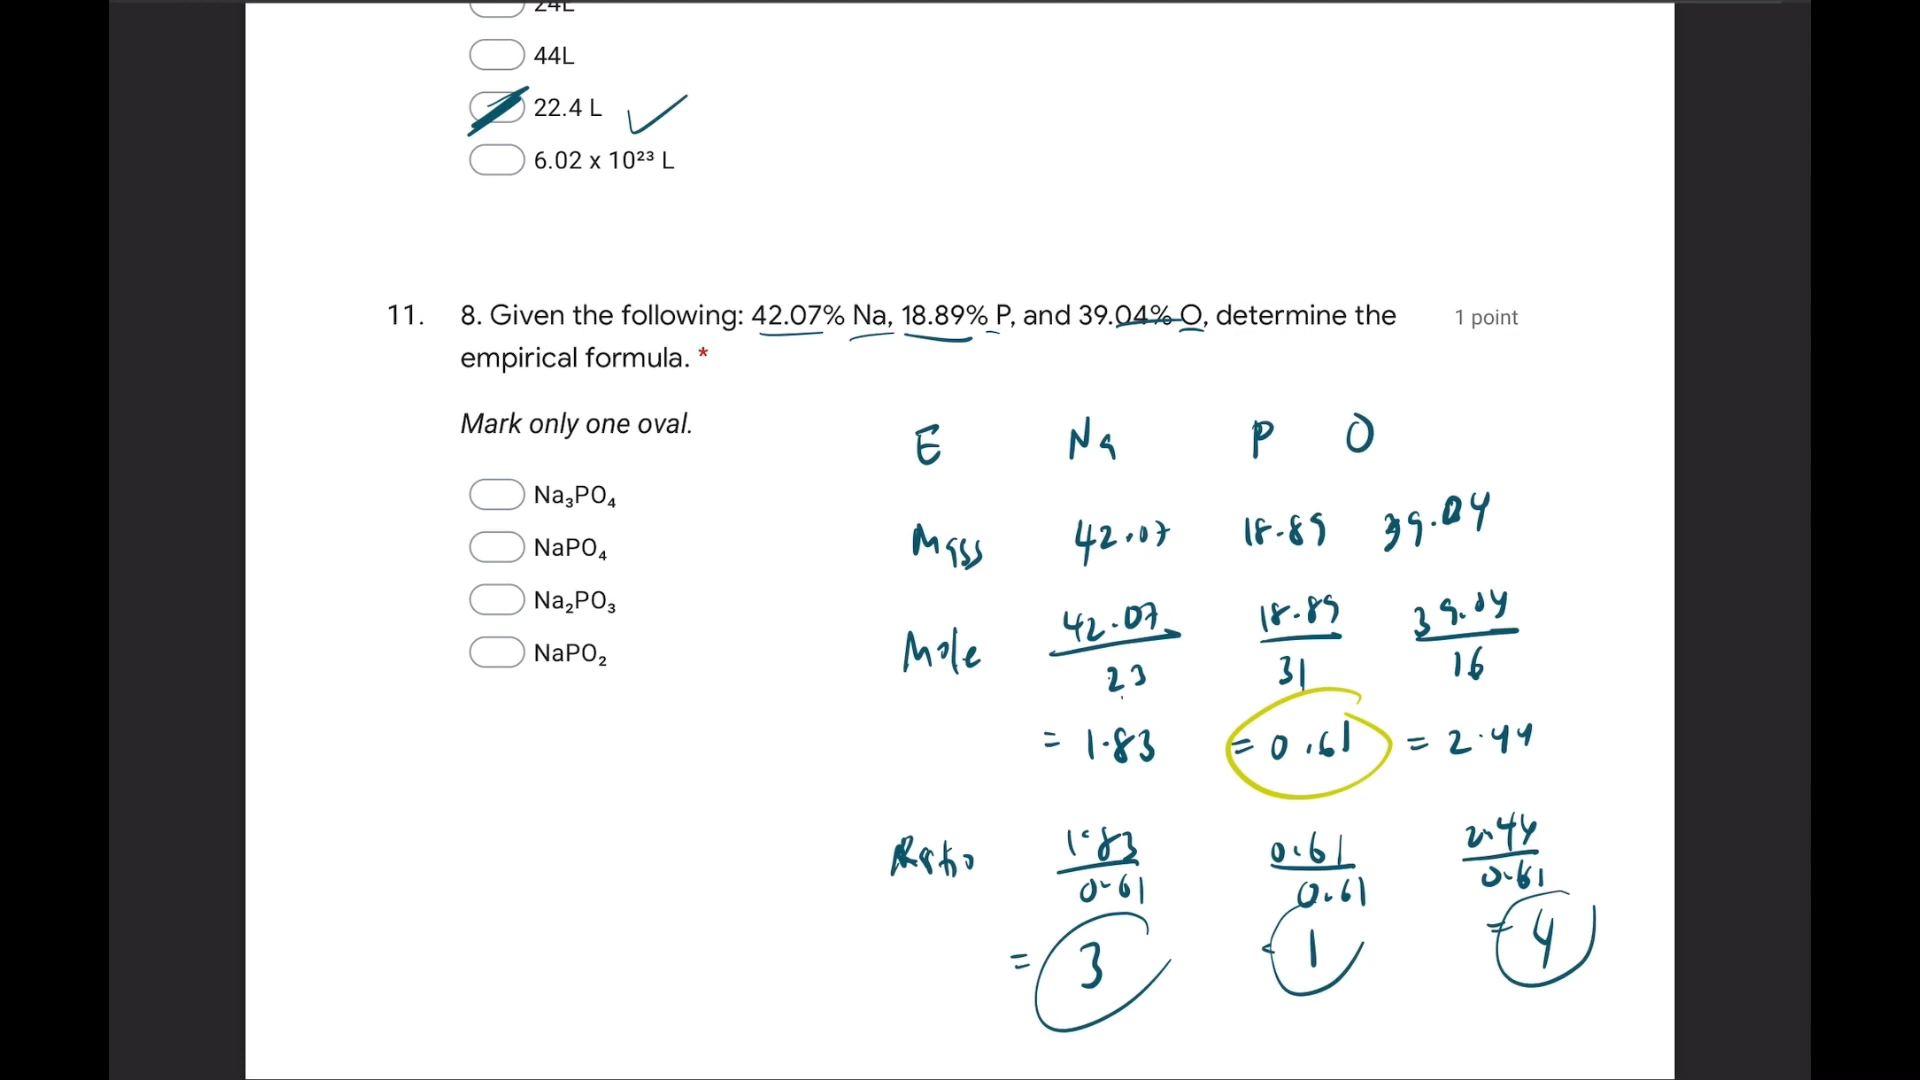 24L
44L
22.4 L
6.02 x 10²³ L
11. 8. Given the following: 42.07% Na, 18.89% P, and 39.04% O, determine the 1 point
empirical formula. *
Mark only one oval.
Na₃PO₄
NaPO₄
Na₂PO₃
NaPO₂
E Na P O
Mass 42.07 18.89 39.04
Mole 42.07/23 18.89/31 39.04/16
= 1.83 = 0.61 = 2.44
Ratio 1.83/0.61 0.61/0.61 2.44/0.61
= 3 = 1 = 4